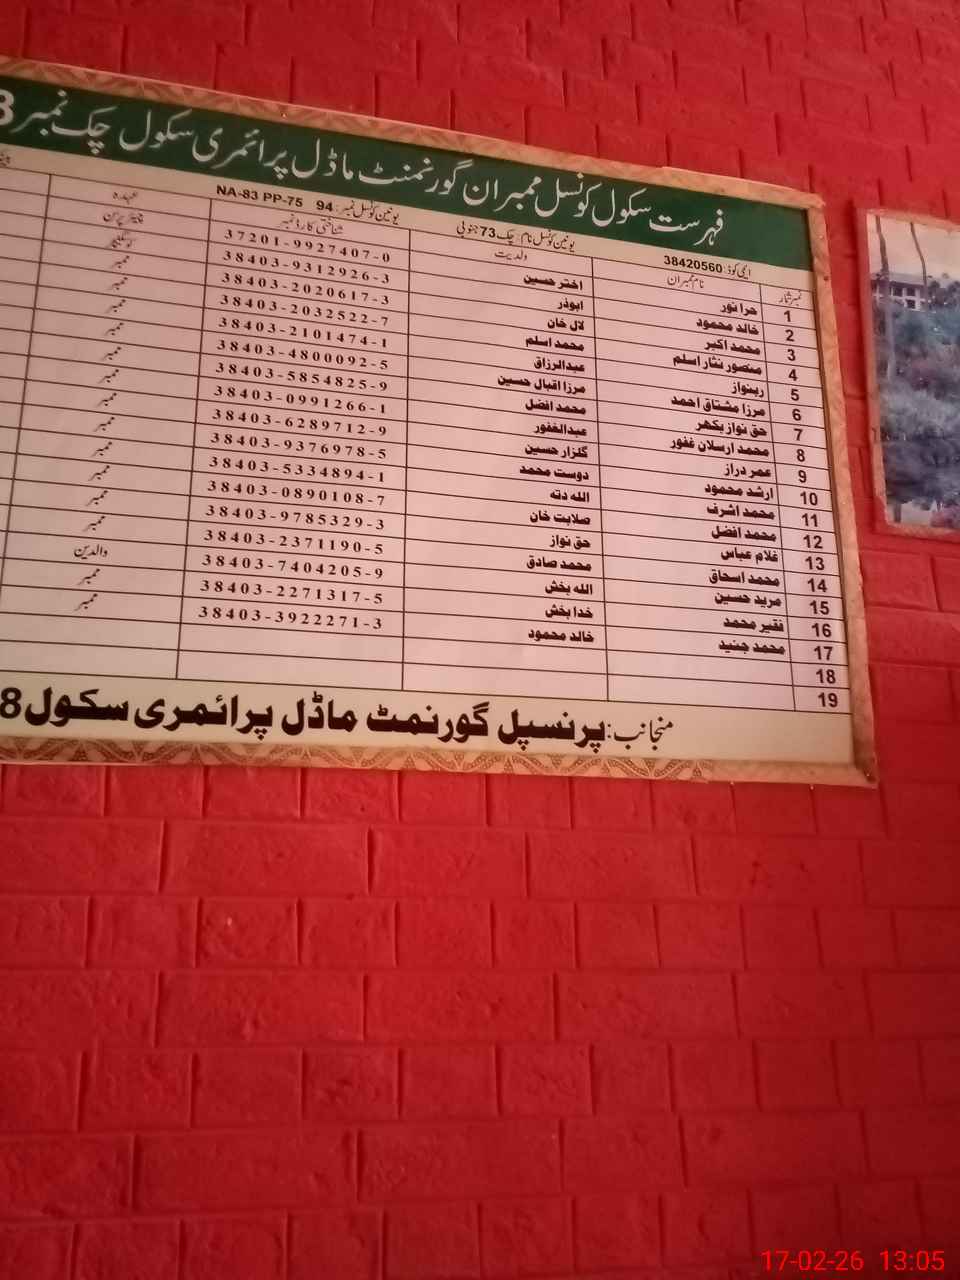 فہرست سکول کونسل ممبران گورنمنٹ ماڈل پرائمری سکول چک نمبر
ایمی کوڈ: 38420560 یونین کونسل نام: چک 73 جنوبی یونین کونسل نمبر: 94 NA-83 PP-75
نمبر شمار نام ممبران ولدیت شناختی کارڈ نمبر عہدہ
1 حرا نور اختر حسین 37201-9927407-0 چیئر پرسن
2 خالد محمود ابوذر 38403-9312926-3
3 محمد اکبر لال خان 38403-2020617-3 ممبر
4 منصور نثار اسلم محمد اسلم 38403-2032522-7 ممبر
5 ربنواز عبدالرزاق 38403-2101474-1 ممبر
6 مرزا مشتاق احمد مرزا اقبال حسین 38403-4800092-5 ممبر
7 حق نواز بکھر محمد افضل 38403-5854825-9 ممبر
8 محمد ارسلان غفور عبدالغفور 38403-0991266-1 ممبر
9 عمر دراز گلزار حسین 38403-6289712-9 ممبر
10 ارشد محمود دوست محمد 38403-9376978-5 ممبر
11 محمد اشرف اللہ دتہ 38403-5334894-1 ممبر
12 محمد افضل صلابت خان 38403-0890108-7 ممبر
13 غلام عباس حق نواز 38403-9785329-3 ممبر
14 محمد اسحاق محمد صادق 38403-2371190-5 ممبر
15 مرید حسین اللہ بخش 38403-7404205-9 والدین
16 فقیر محمد خدا بخش 38403-2271317-5 ممبر
17 محمد جنید خالد محمود 38403-3922271-3 ممبر
18
19
منجانب: پرنسپل گورنمنٹ ماڈل پرائمری سکول
17-02-26 13:05